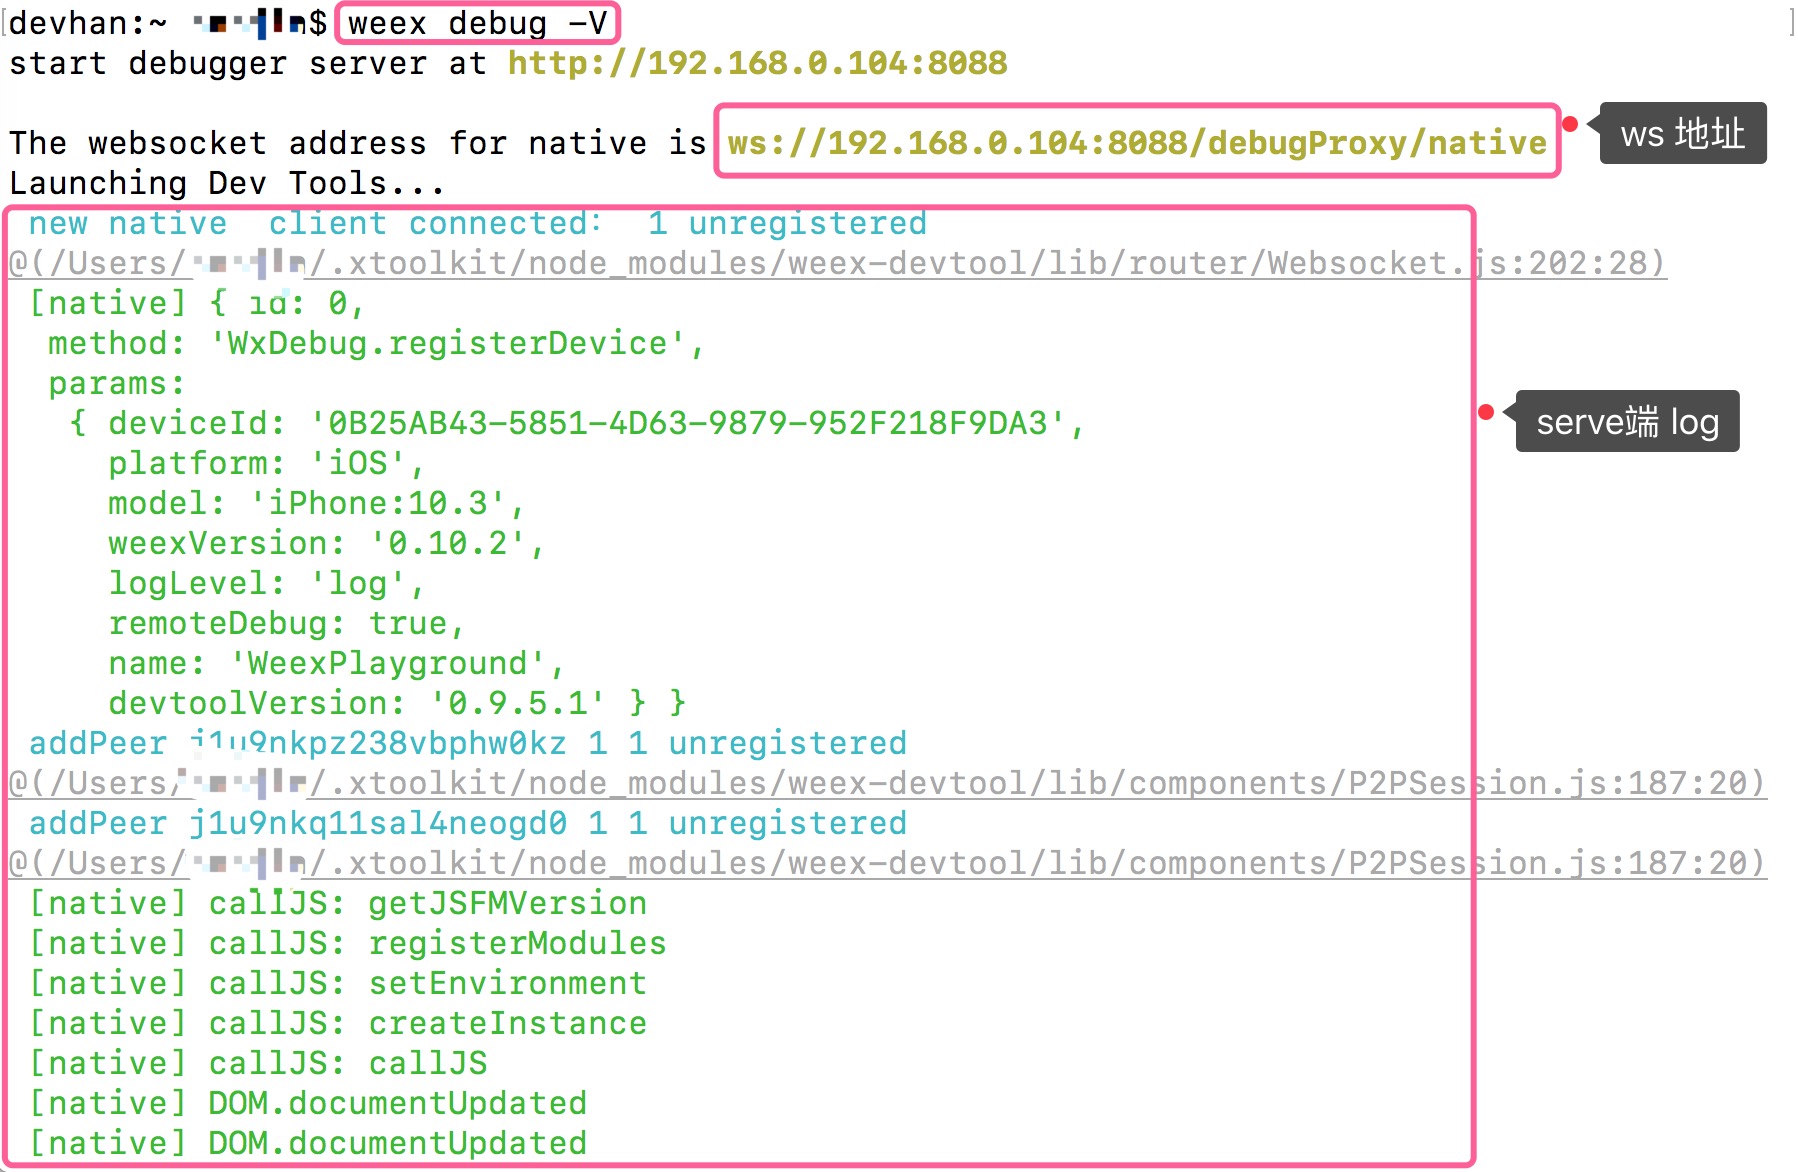 [devhan:~ $ weex debug -V ]
start debugger server at http://192.168.0.104:8088
The websocket address for native is ws://192.168.0.104:8088/debugProxy/native
ws 地址
Launching Dev Tools...
new native  client connected:  1 unregistered
@(/Users/ /.xtoolkit/node_modules/weex-devtool/lib/router/Websocket.js:202:28)
[native] { id: 0,
method: 'WxDebug.registerDevice',
params:
{ deviceId: '0B25AB43-5851-4D63-9879-952F218F9DA3',
serve端 log
platform: 'iOS',
model: 'iPhone:10.3',
weexVersion: '0.10.2',
logLevel: 'log',
remoteDebug: true,
name: 'WeexPlayground',
devtoolVersion: '0.9.5.1' } }
addPeer j1u9nkpz238vbphw0kz 1 1 unregistered
@(/Users/ /.xtoolkit/node_modules/weex-devtool/lib/components/P2PSession.js:187:20)
addPeer j1u9nkq11sal4neogd0 1 1 unregistered
@(/Users/ /.xtoolkit/node_modules/weex-devtool/lib/components/P2PSession.js:187:20)
[native] callJS: getJSFMVersion
[native] callJS: registerModules
[native] callJS: setEnvironment
[native] callJS: createInstance
[native] callJS: callJS
[native] DOM.documentUpdated
[native] DOM.documentUpdated